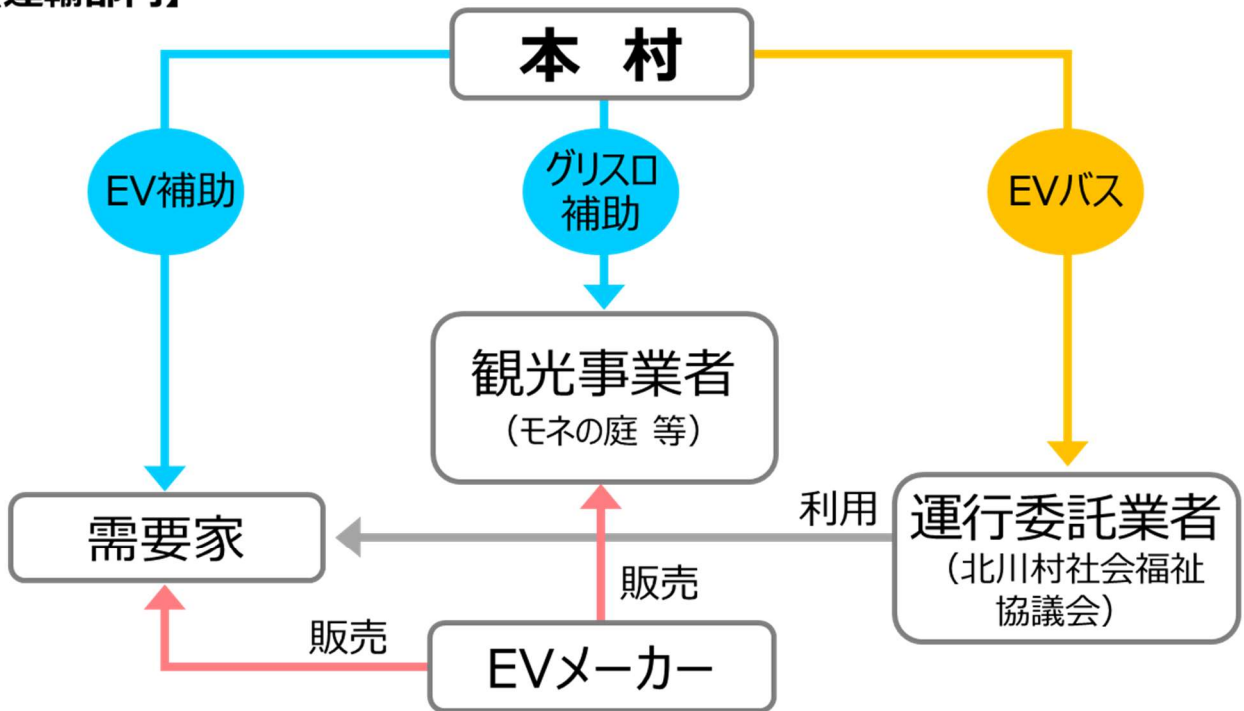 本 村
EV補助
グリスロ
補助
EVバス
観光事業者
（モネの庭 等）
需要家
利用
運行委託業者
（北川村社会福祉
協議会）
販売
販売
EVメーカー